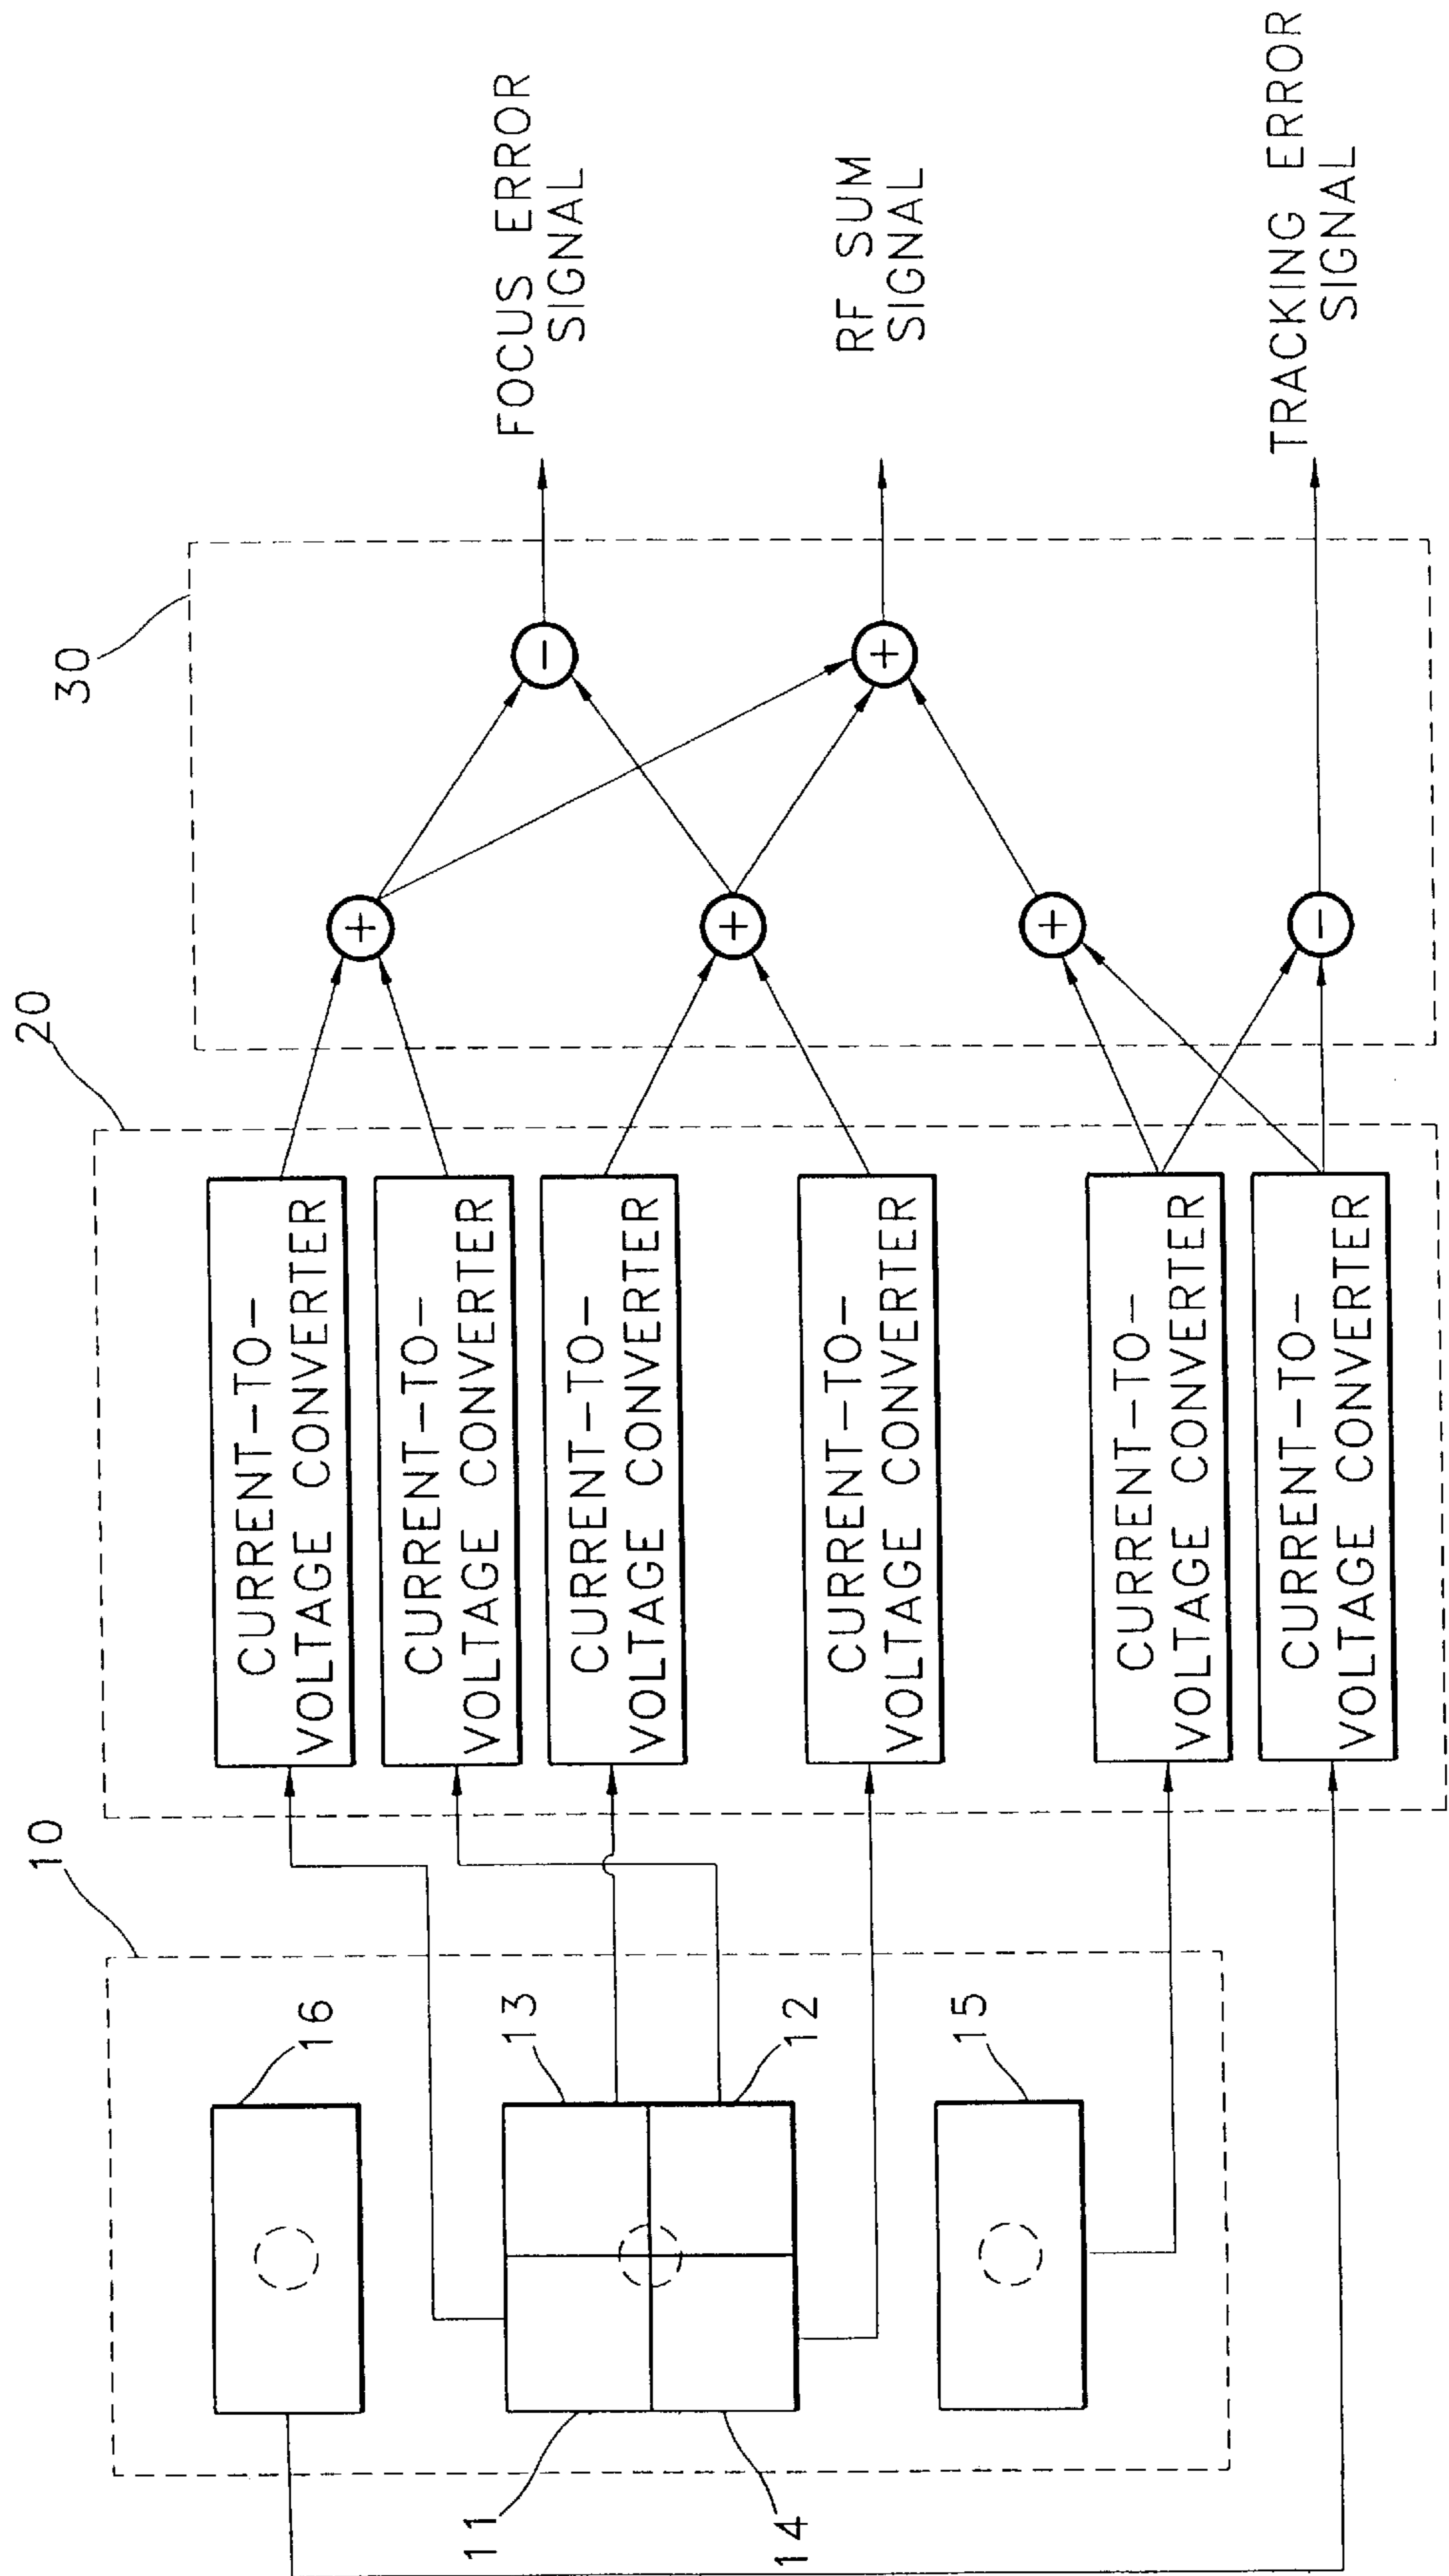 10
20
30
16
13
12
15
11
14
CURRENT-TO-
VOLTAGE CONVERTER
CURRENT-TO-
VOLTAGE CONVERTER
CURRENT-TO-
VOLTAGE CONVERTER
CURRENT-TO-
VOLTAGE CONVERTER
CURRENT-TO-
VOLTAGE CONVERTER
CURRENT-TO-
VOLTAGE CONVERTER
+
+
+
−
−
+
FOCUS ERROR
SIGNAL
RF SUM
SIGNAL
TRACKING ERROR
SIGNAL